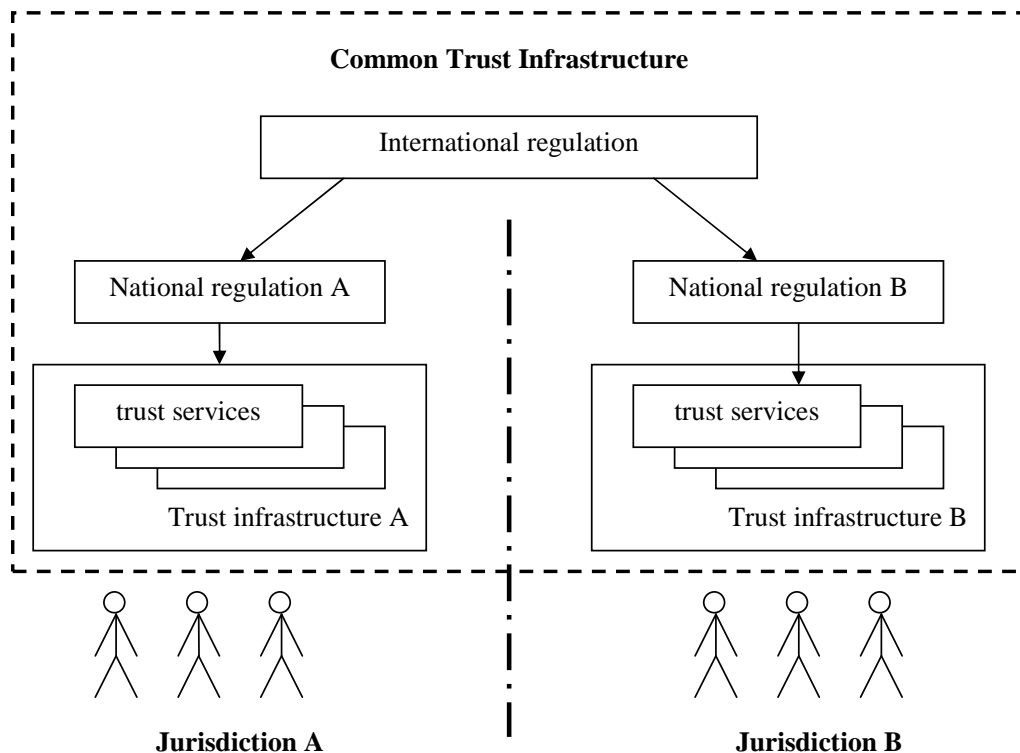 Common Trust Infrastructure
International regulation
National regulation A
National regulation B
trust services
trust services
Trust infrastructure A
Trust infrastructure B
Jurisdiction A
Jurisdiction B